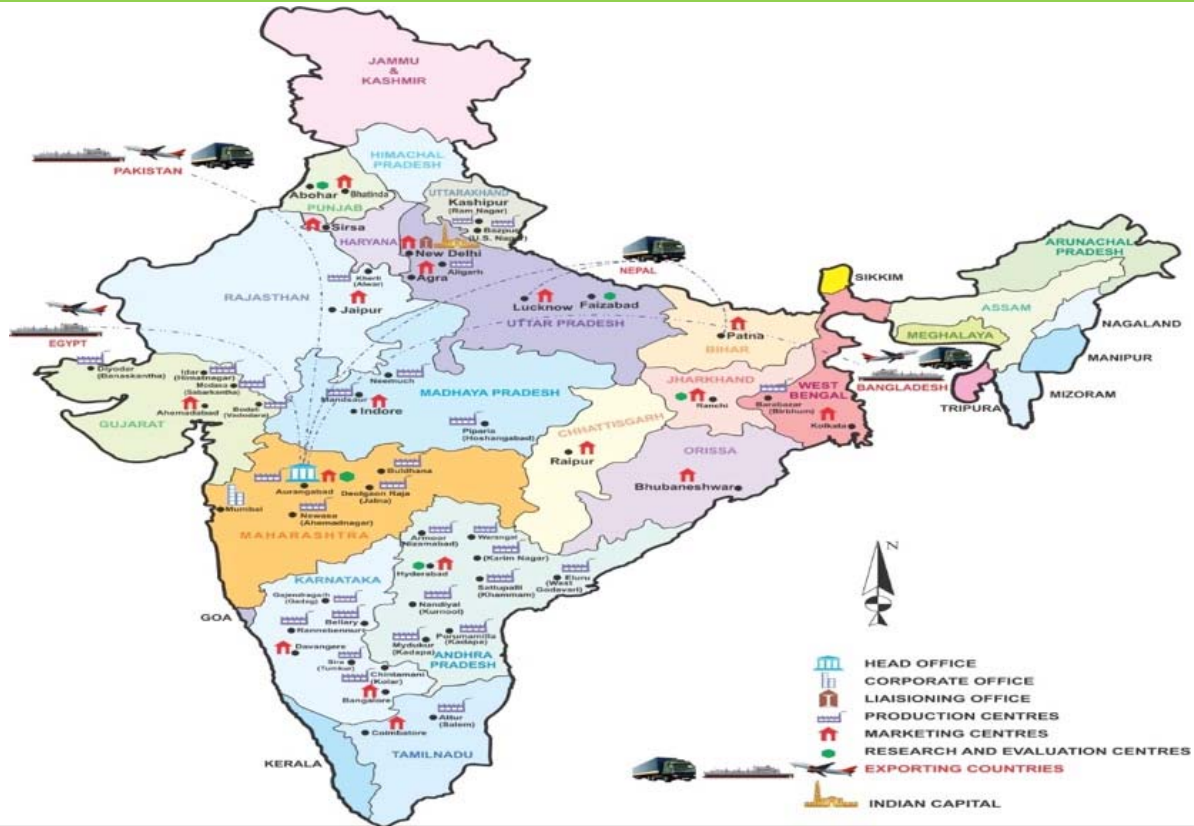 JAMMU
&
KASHMIR
HIMACHAL
PRADESH
PAKISTAN
Abohar
Bhatinda
PUNJAB
UTTARAKHAND
Kashipur
(Ram Nagar)
Bazpur
(U.S. Nagar)
Sirsa
HARYANA
New Delhi
Aligarh
Agra
Kherli
(Alwar)
RAJASTHAN
Jaipur
NEPAL
Lucknow
Faizabad
UTTAR PRADESH
SIKKIM
ARUNACHAL
PRADESH
ASSAM
NAGALAND
MEGHALAYA
MANIPUR
MIZORAM
TRIPURA
BANGLADESH
Patna
BIHAR
EGYPT
Diyodar
(Banaskantha)
Idar
(Himatnagar)
Modasa
(Sabarkantha)
Ahemadabad
Bodeli
(Vadodara)
GUJARAT
Neemuch
Mandsaur
Indore
MADHAYA PRADESH
Piparia
(Hoshangabad)
JHARKHAND
Ranchi
WEST
BENGAL
Barabazar
(Birbhum)
Kolkata
CHHATTISGARH
Raipur
ORISSA
Bhubaneshwar
Buldhana
Aurangabad
Deolgaon Raja
(Jalna)
Mumbai
Newasa
(Ahemadnagar)
MAHARASHTRA
Armoor
(Nizamabad)
Warangal
(Karim Nagar)
Hyderabad
Sattupalli
(Khammam)
Eluru
(West
Godavari)
Nandiyal
(Kurnool)
Porumamilla
(Kadapa)
Mydukur
(Kadapa)
ANDHRA
PRADESH
KARNATAKA
Gajendragarh
(Gadag)
GOA
Bellary
Rannebennuru
Davangere
Sira
(Tumkur)
Chintamani
(Kolar)
Bangalore
Attur
(Salem)
Coimbatore
TAMILNADU
KERALA
N
HEAD OFFICE
CORPORATE OFFICE
LIAISIONING OFFICE
PRODUCTION CENTRES
MARKETING CENTRES
RESEARCH AND EVALUATION CENTRES
EXPORTING COUNTRIES
INDIAN CAPITAL